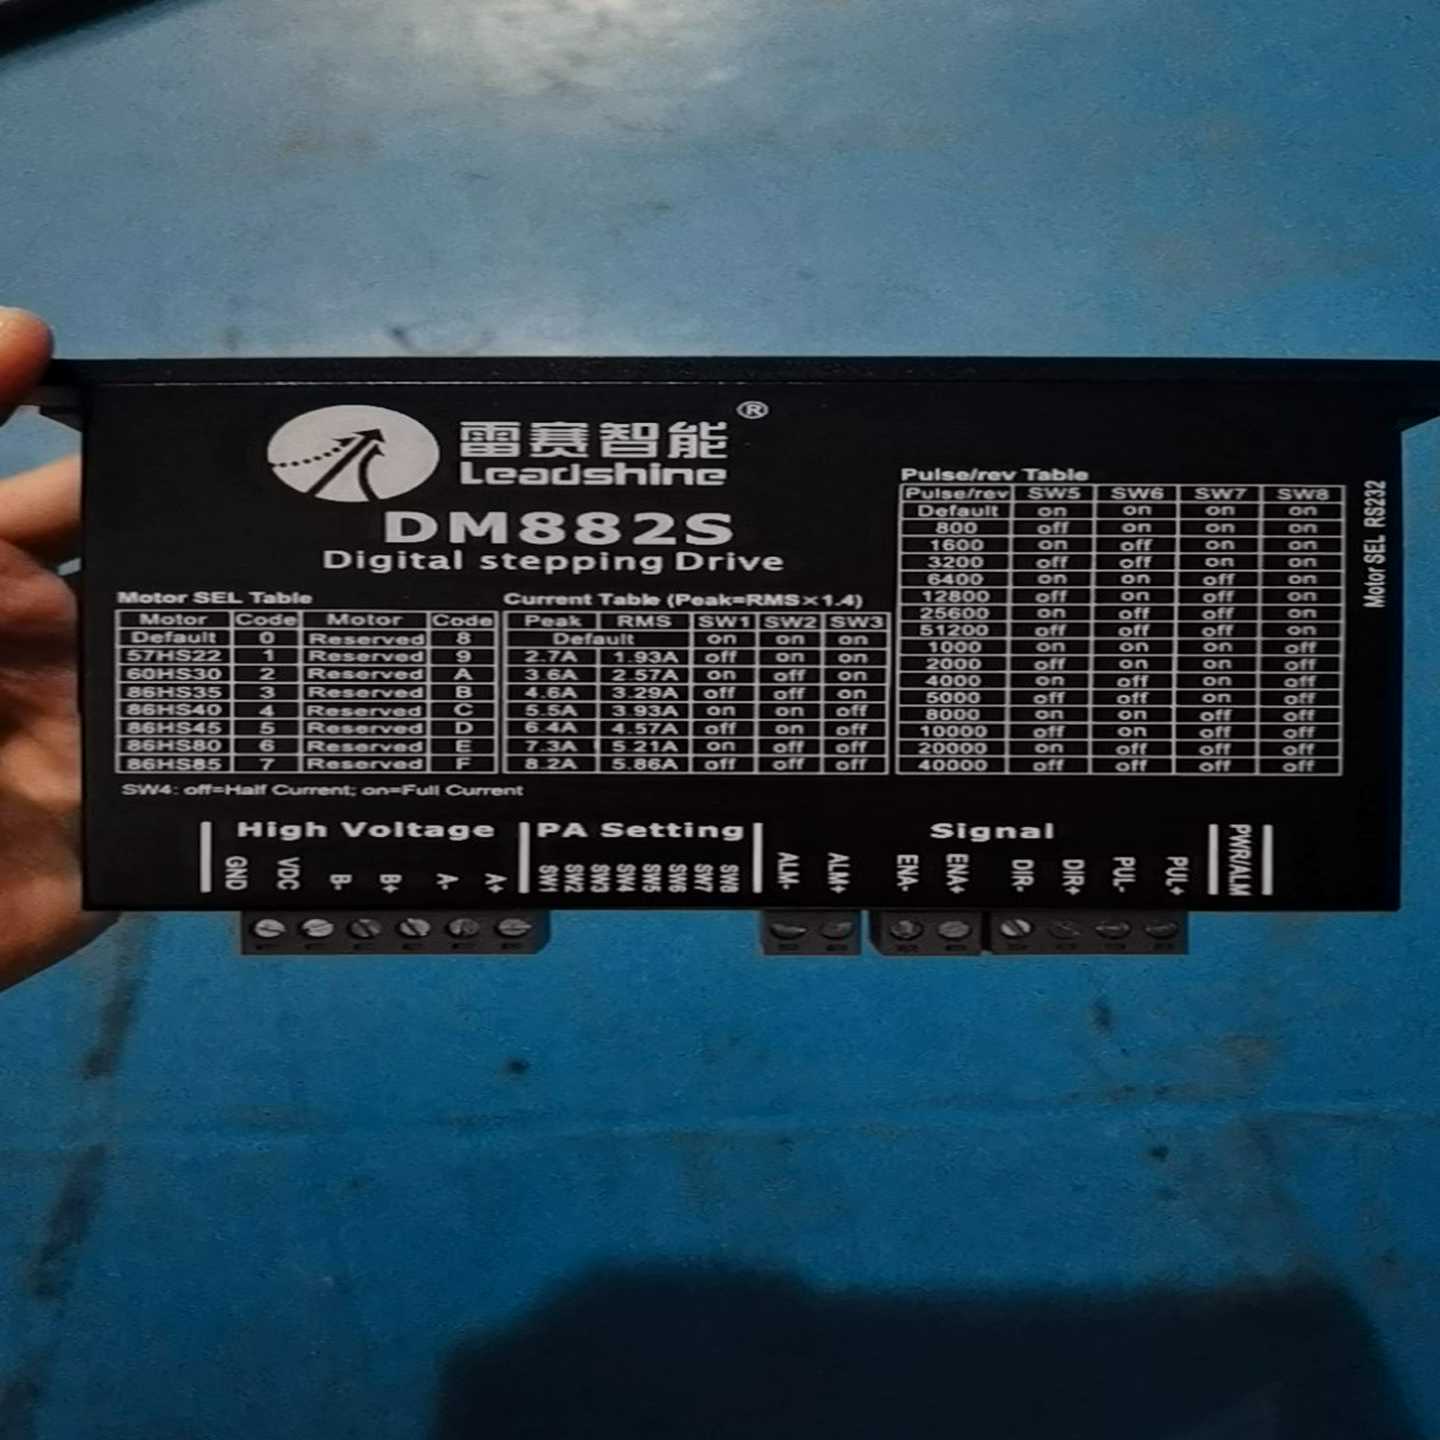 雷赛智能®
Leadshine
DM882S
Digital stepping Drive
Motor SEL Table
Motor Code Motor Code
Default 0 Reserved 8
57HS22 1 Reserved 9
60HS30 2 Reserved A
86HS35 3 Reserved B
86HS40 4 Reserved C
86HS45 5 Reserved D
86HS80 6 Reserved E
86HS85 7 Reserved F
Current Table (Peak=RMS×1.4)
Peak RMS SW1 SW2 SW3
Default on on on
2.7A 1.93A off on on
3.6A 2.57A on off on
4.6A 3.29A off off on
5.5A 3.93A on on off
6.4A 4.57A off on off
7.3A 5.21A on off off
8.2A 5.86A off off off
Pulse/rev Table
Pulse/rev SW5 SW6 SW7 SW8
Default on on on on
800 off on on on
1600 on off on on
3200 off off on on
6400 on on off on
12800 off on off on
25600 on off off on
51200 off off off on
1000 on on on off
2000 off on on off
4000 on off on off
5000 off off on off
8000 on on off off
10000 off on off off
20000 on off off off
40000 off off off off
Motor SEL RS232
SW4: off=Half Current; on=Full Current
High Voltage
GND VDC B- B+ A- A+
PA Setting
SW1 SW2 SW3 SW4 SW5 SW6 SW7 SW8
Signal
ALM- ALM+ ENA- ENA+ DIR- DIR+ PUL- PUL+
PWR/ALM